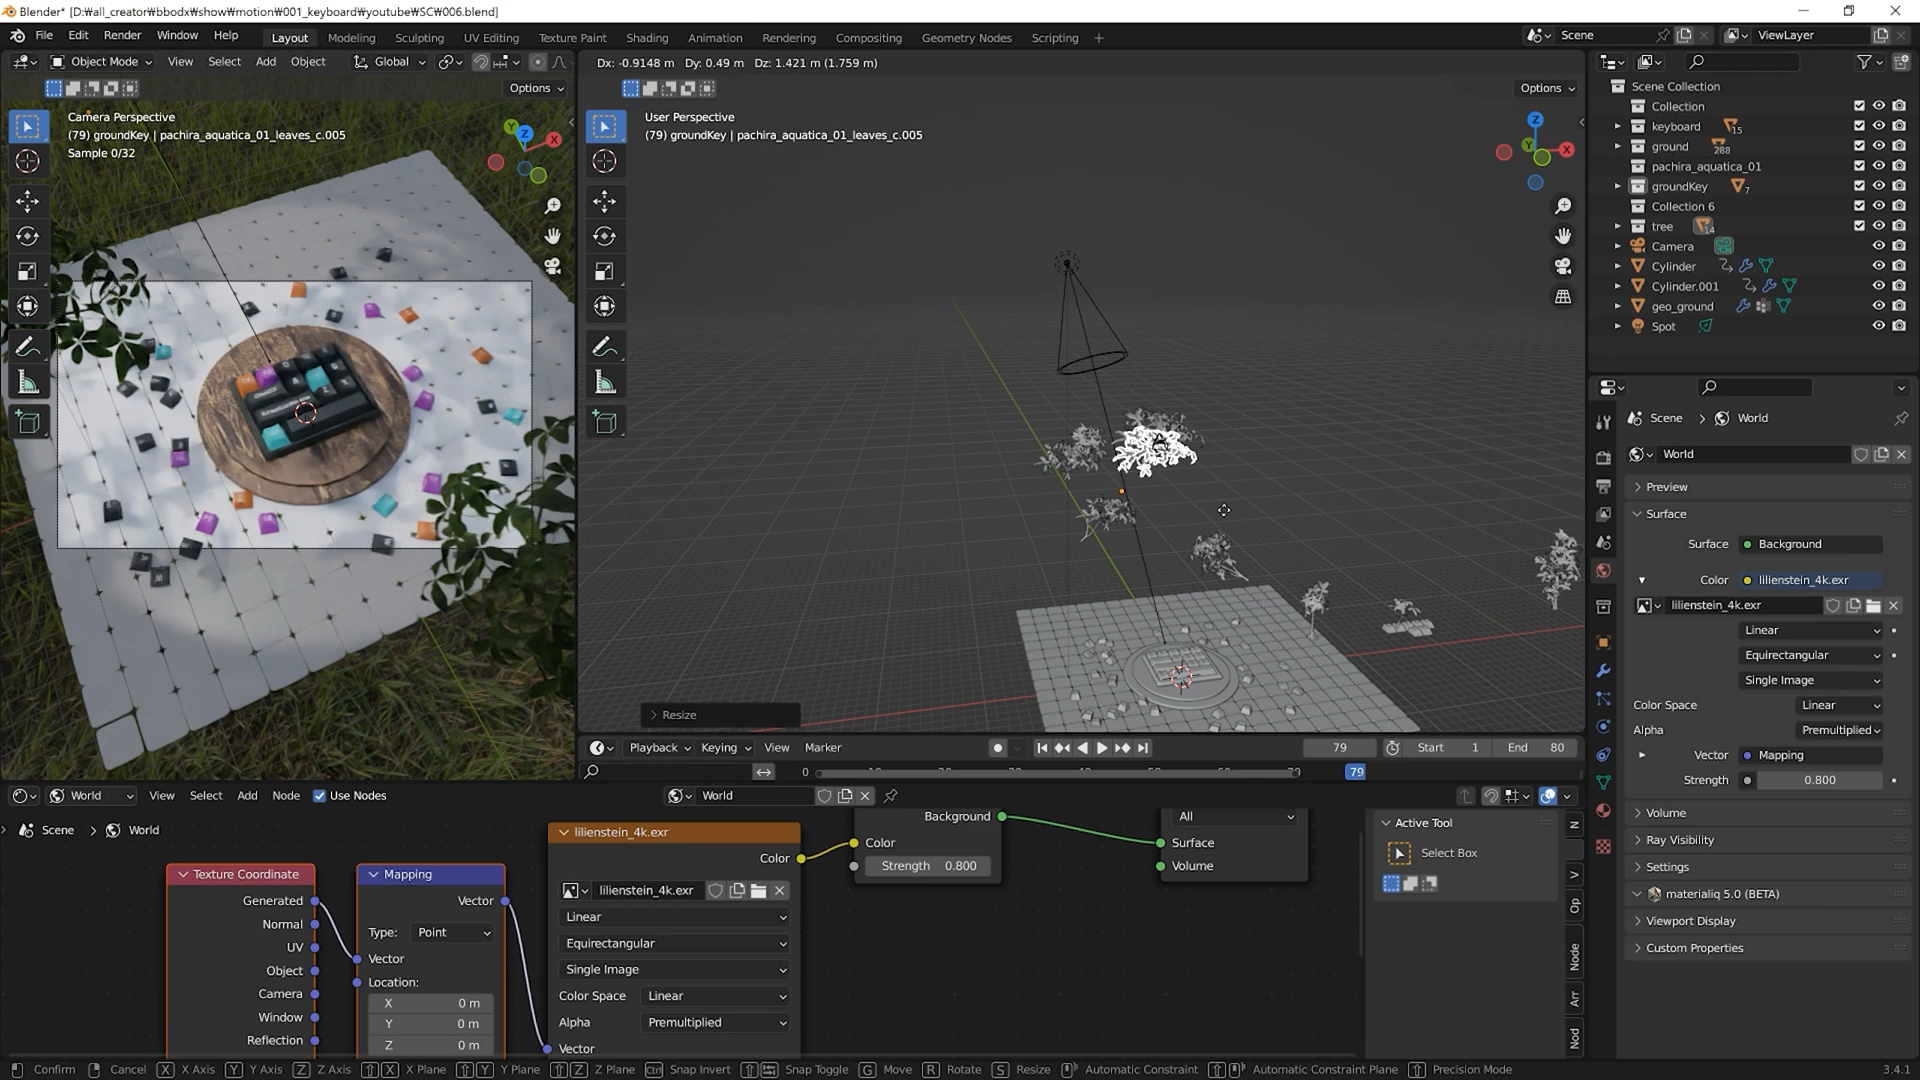 Blender* [D:₩all_creator₩bbodx₩show₩motion₩001_keyboard₩youtube₩SC₩006.blend]
File Edit Render Window Help
Layout Modeling Sculpting UV Editing Texture Paint Shading Animation Rendering Compositing Geometry Nodes Scripting +
Scene
ViewLayer
Object Mode View Select Add Object Global
Dx: -0.9148 m Dy: 0.49 m Dz: 1.421 m (1.759 m)
Options
Options
Camera Perspective
(79) groundKey | pachira_aquatica_01_leaves_c.005
Sample 0/32
User Perspective
(79) groundKey | pachira_aquatica_01_leaves_c.005
Resize
Scene Collection
Collection
keyboard 15
ground 288
pachira_aquatica_01
groundKey 7
Collection 6
tree 14
Camera
Cylinder
Cylinder.001
geo_ground
Spot
Scene > World
World
Preview
Surface
Surface Background
Color lilienstein_4k.exr
lilienstein_4k.exr
Linear
Equirectangular
Single Image
Color Space Linear
Alpha Premultiplied
Vector Mapping
Strength 0.800
Volume
Ray Visibility
Settings
materialiq 5.0 (BETA)
Viewport Display
Custom Properties
Playback Keying View Marker
79 Start 1 End 80
0 79
World View Select Add Node Use Nodes
World
Scene > World
Texture Coordinate
Generated
Normal
UV
Object
Camera
Window
Reflection
Mapping
Vector
Type: Point
Vector
Location:
X 0 m
Y 0 m
Z 0 m
lilienstein_4k.exr
Color
lilienstein_4k.exr
Linear
Equirectangular
Single Image
Color Space Linear
Alpha Premultiplied
Vector
Background
Color
Strength 0.800
All
Surface
Volume
Active Tool
Select Box
N
V
Op
Node
Arr
Nod
Confirm Cancel X X Axis Y Y Axis Z Z Axis X X Plane Y Y Plane Z Z Plane Ctrl Snap Invert Snap Toggle G Move R Rotate S Resize Automatic Constraint Automatic Constraint Plane Precision Mode 3.4.1